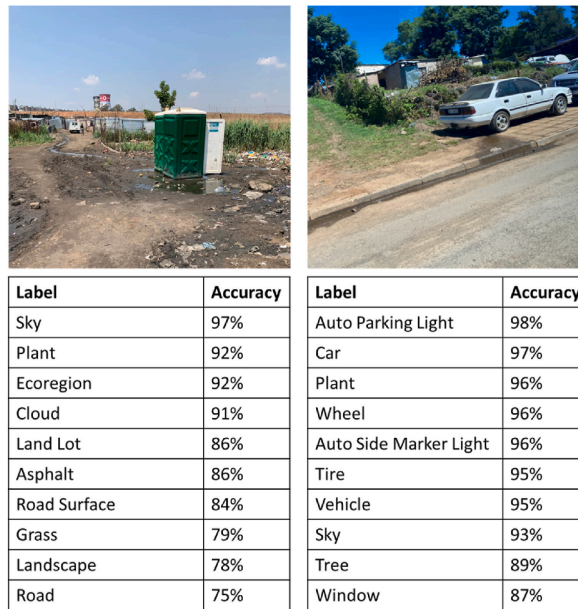 Label Accuracy
Sky 97%
Plant 92%
Ecoregion 92%
Cloud 91%
Land Lot 86%
Asphalt 86%
Road Surface 84%
Grass 79%
Landscape 78%
Road 75%
Label Accuracy
Auto Parking Light 98%
Car 97%
Plant 96%
Wheel 96%
Auto Side Marker Light 96%
Tire 95%
Vehicle 95%
Sky 93%
Tree 89%
Window 87%